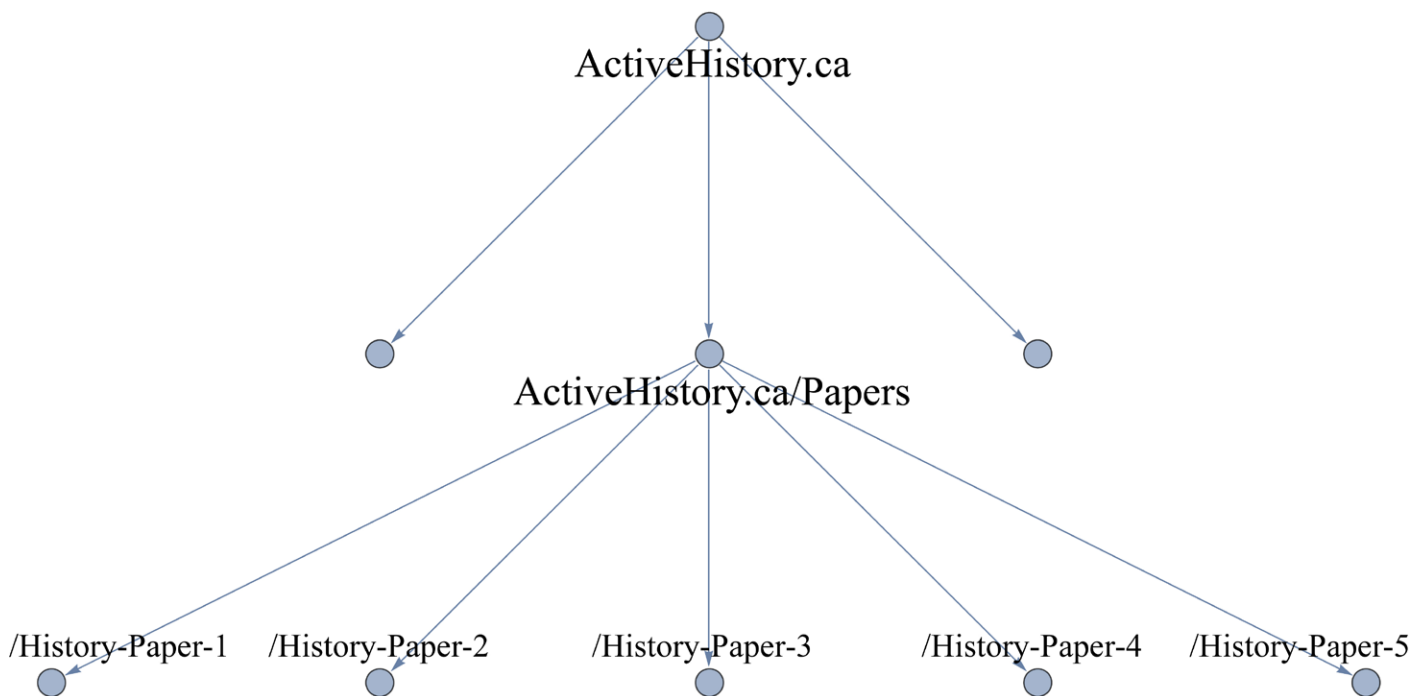 ActiveHistory.ca
ActiveHistory.ca/Papers
/History-Paper-1 /History-Paper-2 /History-Paper-3 /History-Paper-4 /History-Paper-5